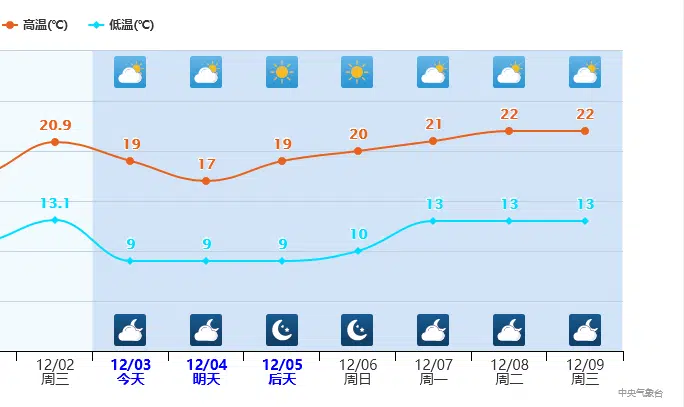 高温(℃) 低温(℃)
20.9 19 17 19 20 21 22 22
13.1 9 9 9 10 13 13 13
12/02 12/03 12/04 12/05 12/06 12/07 12/08 12/09
周三 今天 明天 后天 周日 周一 周二 周三
中央气象台